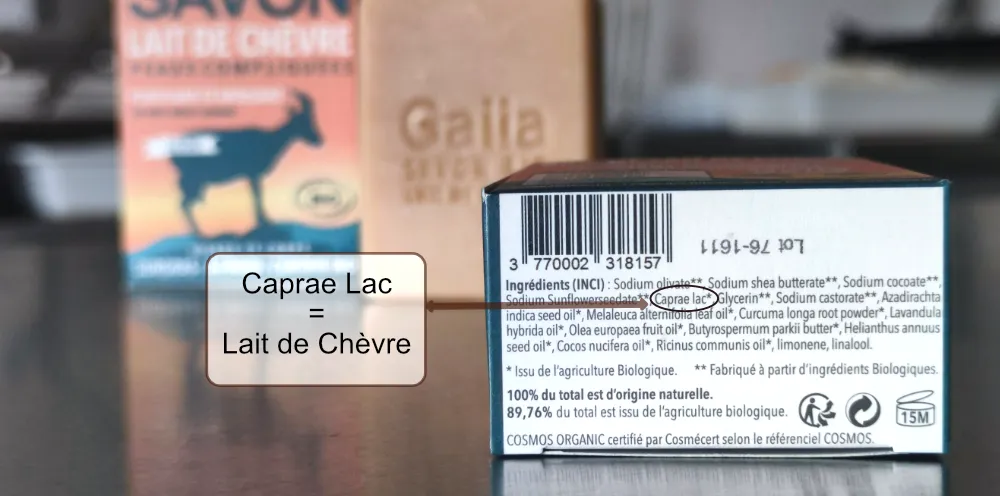 SAVON
LAIT DE CHÈVRE
PEAUX COMPLIQUÉES
Gaiia
Caprae Lac
=
Lait de Chèvre
3 770002 318157
Lot 76-1611
Ingrédients (INCI) : Sodium olivate**, Sodium shea butterate**, Sodium cocoate**,
Sodium Sunflowerseedate**, Caprae lac*, Glycerin**, Sodium castorate**, Azadirachta
indica seed oil*, Melaleuca alternifolia leaf oil*, Curcuma longa root powder*, Lavandula
hybrida oil*, Olea europaea fruit oil*, Butyrospermum parkii butter*, Helianthus annuus
seed oil*, Cocos nucifera oil*, Ricinus communis oil*, limonene, linalool.
* Issu de l'agriculture Biologique. ** Fabriqué à partir d'ingrédients Biologiques.
100% du total est d'origine naturelle.
89,76% du total est issu de l'agriculture biologique.
15M
COSMOS ORGANIC certifié par Cosmécert selon le référenciel COSMOS.